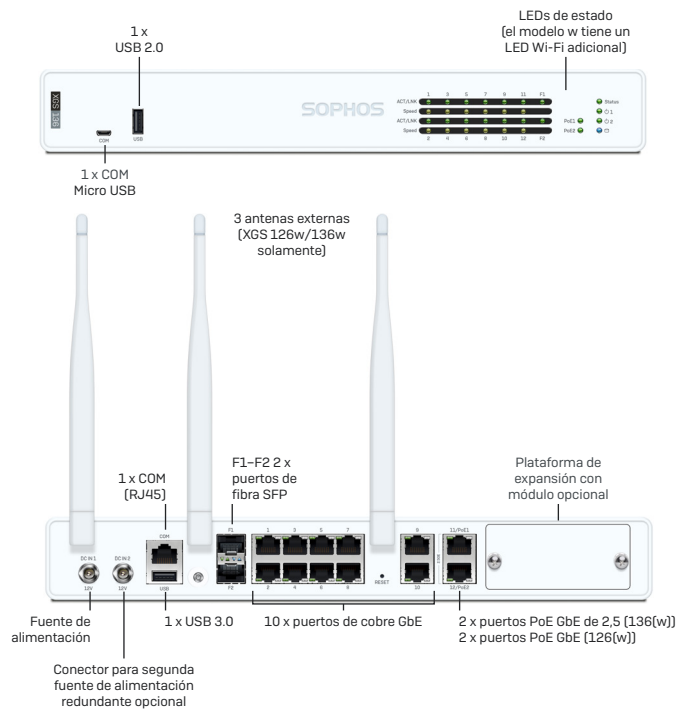 1 x
USB 2.0
LEDs de estado
(el modelo w tiene un
LED Wi-Fi adicional)
XGS 136
COM
USB
SOPHOS
1 3 5 7 9 11 F1
ACT/LNK
Speed
ACT/LNK
Speed
2 4 6 8 10 12 F2
PoE1
PoE2
Status
1
2
1 x COM
Micro USB
3 antenas externas
(XGS 126w/136w
solamente)
1 x COM
(RJ45)
F1–F2 2 x
puertos de
fibra SFP
Plataforma de
expansión con
módulo opcional
DC IN 1
12V
DC IN 2
12V
COM
USB
F1
F2
1 3 5 7
2 4 6 8
RESET
9
10
11/PoE1
12/PoE2
Fuente de
alimentación
Conector para segunda
fuente de alimentación
redundante opcional
1 x USB 3.0
10 x puertos de cobre GbE
2 x puertos PoE GbE de 2,5 (136(w))
2 x puertos PoE GbE (126(w))